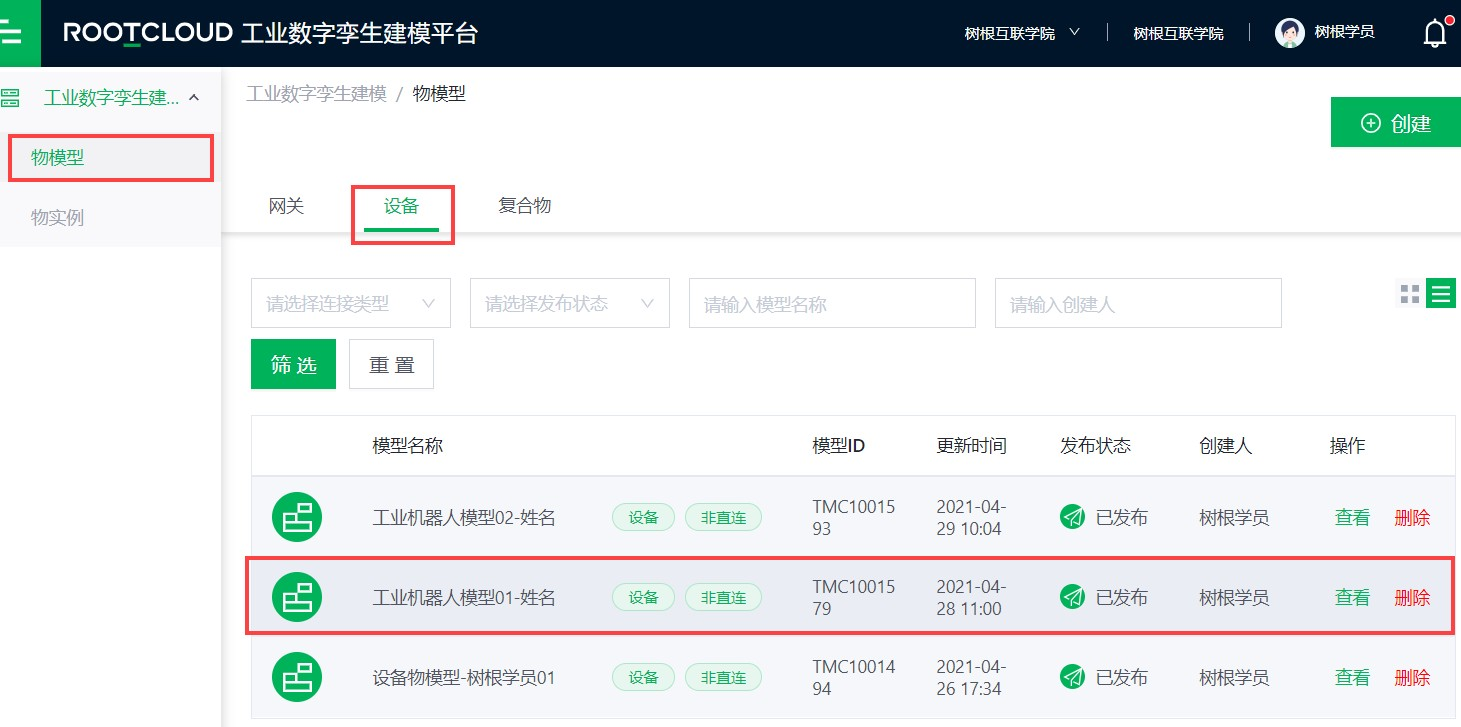 ROOTCLOUD 工业数字孪生建模平台
树根互联学院
树根互联学院
树根学员
工业数字孪生建...
物模型
物实例
工业数字孪生建模 / 物模型
创建
网关
设备
复合物
请选择连接类型
请选择发布状态
请输入模型名称
请输入创建人
筛 选
重 置
模型名称 模型ID 更新时间 发布状态 创建人 操作
工业机器人模型02-姓名 设备 非直连 TMC10015 2021-04- 已发布 树根学员 查看 删除
93 29 10:04
工业机器人模型01-姓名 设备 非直连 TMC10015 2021-04- 已发布 树根学员 查看 删除
79 28 11:00
设备物模型-树根学员01 设备 非直连 TMC10014 2021-04- 已发布 树根学员 查看 删除
94 26 17:34